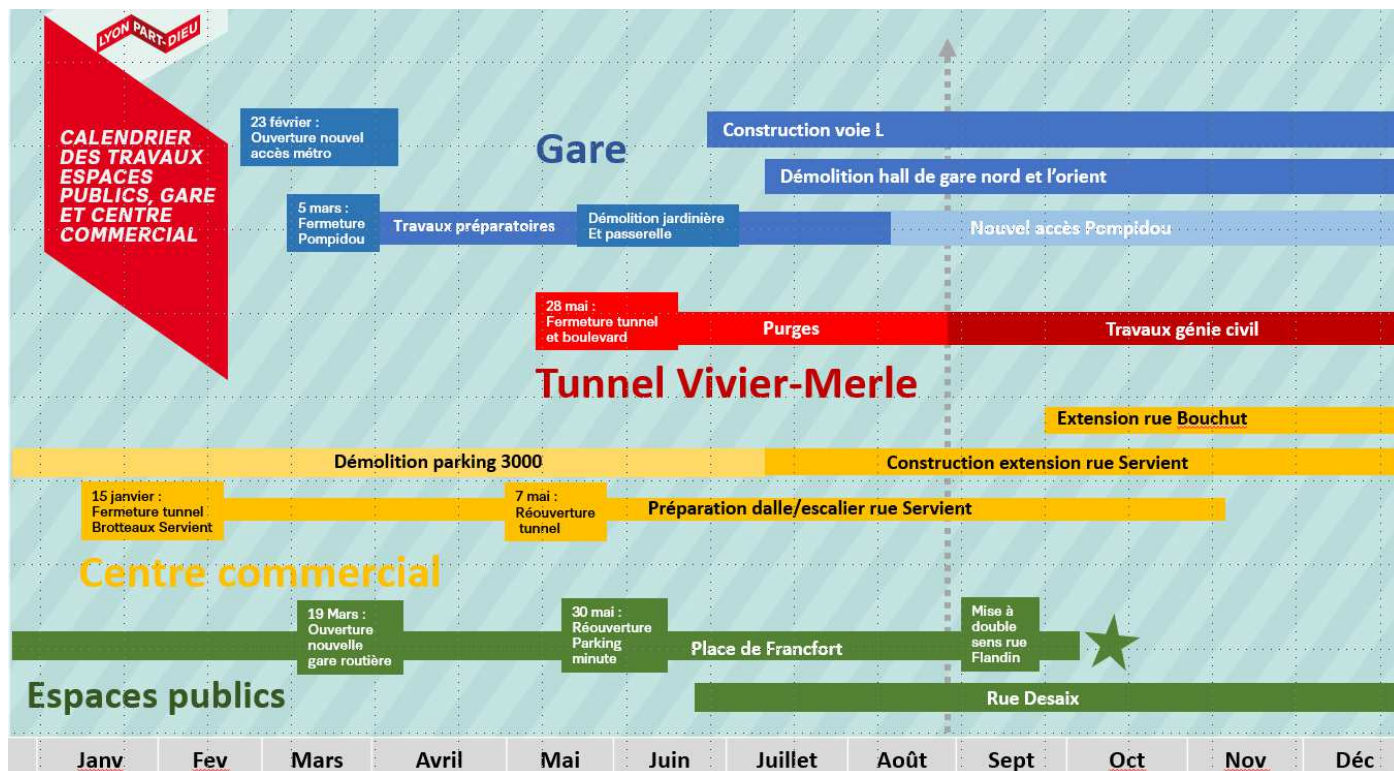 LYON PART-DIEU
CALENDRIER
DES TRAVAUX
ESPACES
PUBLICS, GARE
ET CENTRE
COMMERCIAL
23 février :
Ouverture nouvel
accès métro
Gare
Construction voie L
Démolition hall de gare nord et l'orient
5 mars :
Fermeture
Pompidou
Travaux préparatoires
Démolition jardinière
Et passerelle
Nouvel accès Pompidou
28 mai :
Fermeture tunnel
et boulevard
Purges
Travaux génie civil
Tunnel Vivier-Merle
Extension rue Bouchut
Démolition parking 3000
Construction extension rue Servient
15 janvier :
Fermeture tunnel
Brotteaux Servient
7 mai :
Réouverture
tunnel
Préparation dalle/escalier rue Servient
Centre commercial
19 Mars :
Ouverture
nouvelle
gare routière
30 mai :
Réouverture
Parking
minute
Place de Francfort
Mise à
double
sens rue
Flandin
Espaces publics
Rue Desaix
Janv Fev Mars Avril Mai Juin Juillet Août Sept Oct Nov Déc